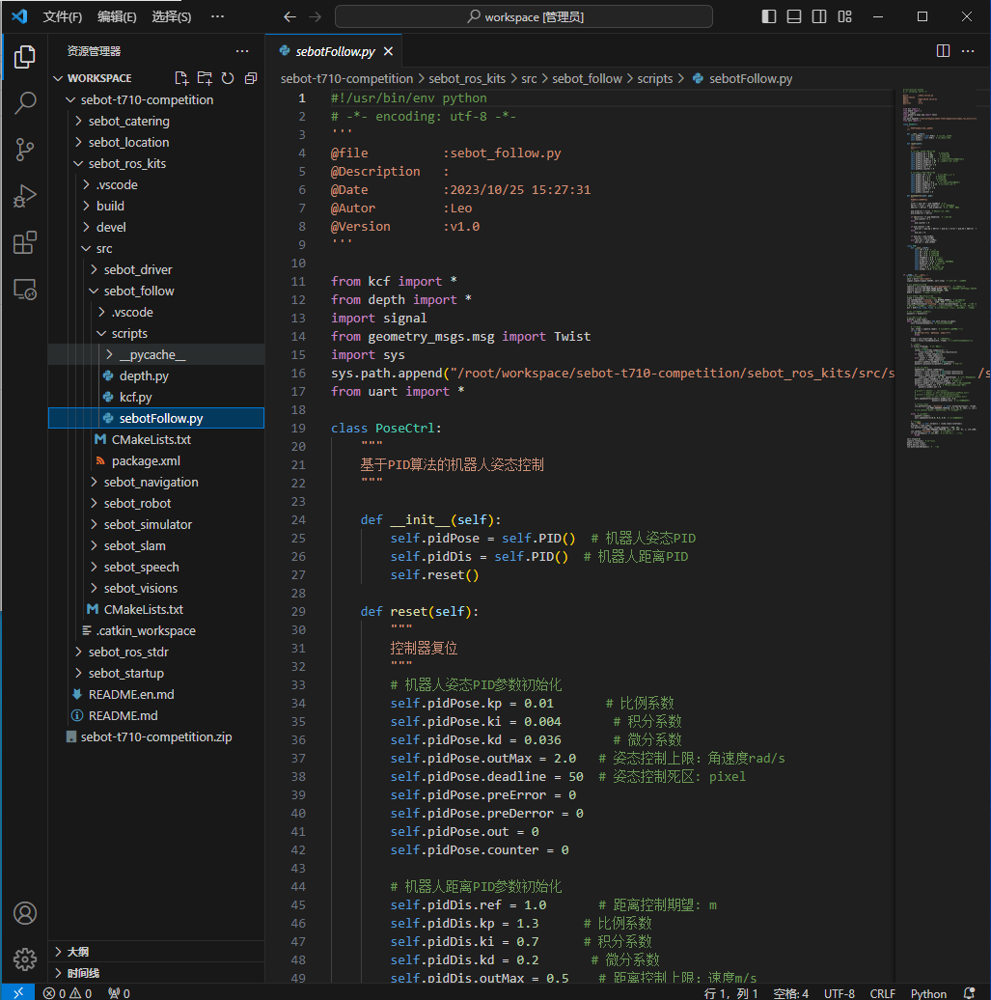 文件(F) 编辑(E) 选择(S) ··· workspace [管理员]
资源管理器 ···
WORKSPACE
sebot-t710-competition
sebot_catering
sebot_location
sebot_ros_kits
.vscode
build
devel
src
sebot_driver
sebot_follow
.vscode
scripts
__pycache__
depth.py
kcf.py
sebotFollow.py
CMakeLists.txt
package.xml
sebot_navigation
sebot_robot
sebot_simulator
sebot_slam
sebot_speech
sebot_visions
CMakeLists.txt
.catkin_workspace
sebot_ros_stdr
sebot_startup
README.en.md
README.md
sebot-t710-competition.zip
大纲
时间线
sebotFollow.py
sebot-t710-competition > sebot_ros_kits > src > sebot_follow > scripts > sebotFollow.py
1 #!/usr/bin/env python
2 # -*- encoding: utf-8 -*-
3 '''
4 @file :sebot_follow.py
5 @Description :
6 @Date :2023/10/25 15:27:31
7 @Autor :Leo
8 @Version :v1.0
9 '''
10
11 from kcf import *
12 from depth import *
13 import signal
14 from geometry_msgs.msg import Twist
15 import sys
16 sys.path.append("/root/workspace/sebot-t710-competition/sebot_ros_kits/src/s /s
17 from uart import *
18
19 class PoseCtrl:
20 """
21 基于PID算法的机器人姿态控制
22 """
23
24 def __init__(self):
25 self.pidPose = self.PID() # 机器人姿态PID
26 self.pidDis = self.PID() # 机器人距离PID
27 self.reset()
28
29 def reset(self):
30 """
31 控制器复位
32 """
33 # 机器人姿态PID参数初始化
34 self.pidPose.kp = 0.01 # 比例系数
35 self.pidPose.ki = 0.004 # 积分系数
36 self.pidPose.kd = 0.036 # 微分系数
37 self.pidPose.outMax = 2.0 # 姿态控制上限: 角速度rad/s
38 self.pidPose.deadline = 50 # 姿态控制死区: pixel
39 self.pidPose.preError = 0
40 self.pidPose.preDerror = 0
41 self.pidPose.out = 0
42 self.pidPose.counter = 0
43
44 # 机器人距离PID参数初始化
45 self.pidDis.ref = 1.0 # 距离控制期望: m
46 self.pidDis.kp = 1.3 # 比例系数
47 self.pidDis.ki = 0.7 # 积分系数
48 self.pidDis.kd = 0.2 # 微分系数
49 self.pidDis.outMax = 0.5 # 距离控制上限: 速度m/s
0 0 0 行 1, 列 1 空格: 4 UTF-8 CRLF Python